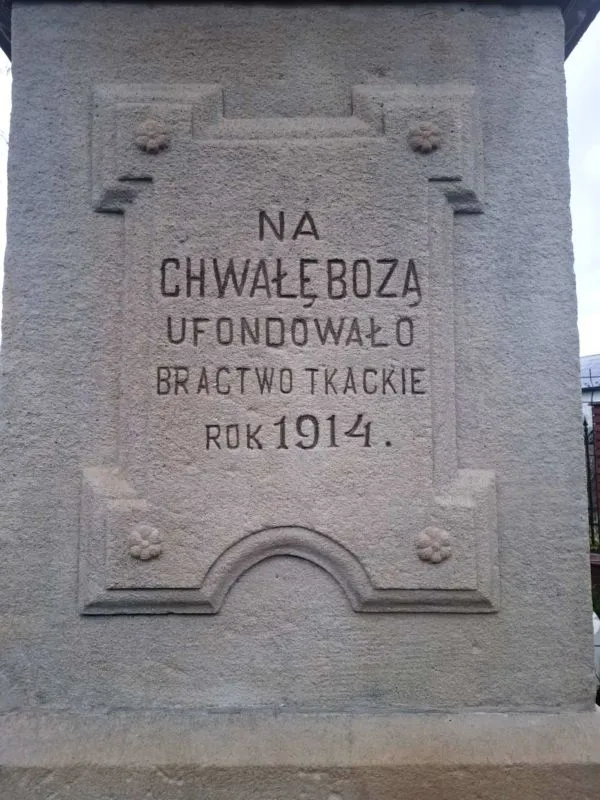 NA
CHWAŁĘ BOZĄ
UFONDOWAŁO
BRACTWO TKACKIE
ROK 1914.